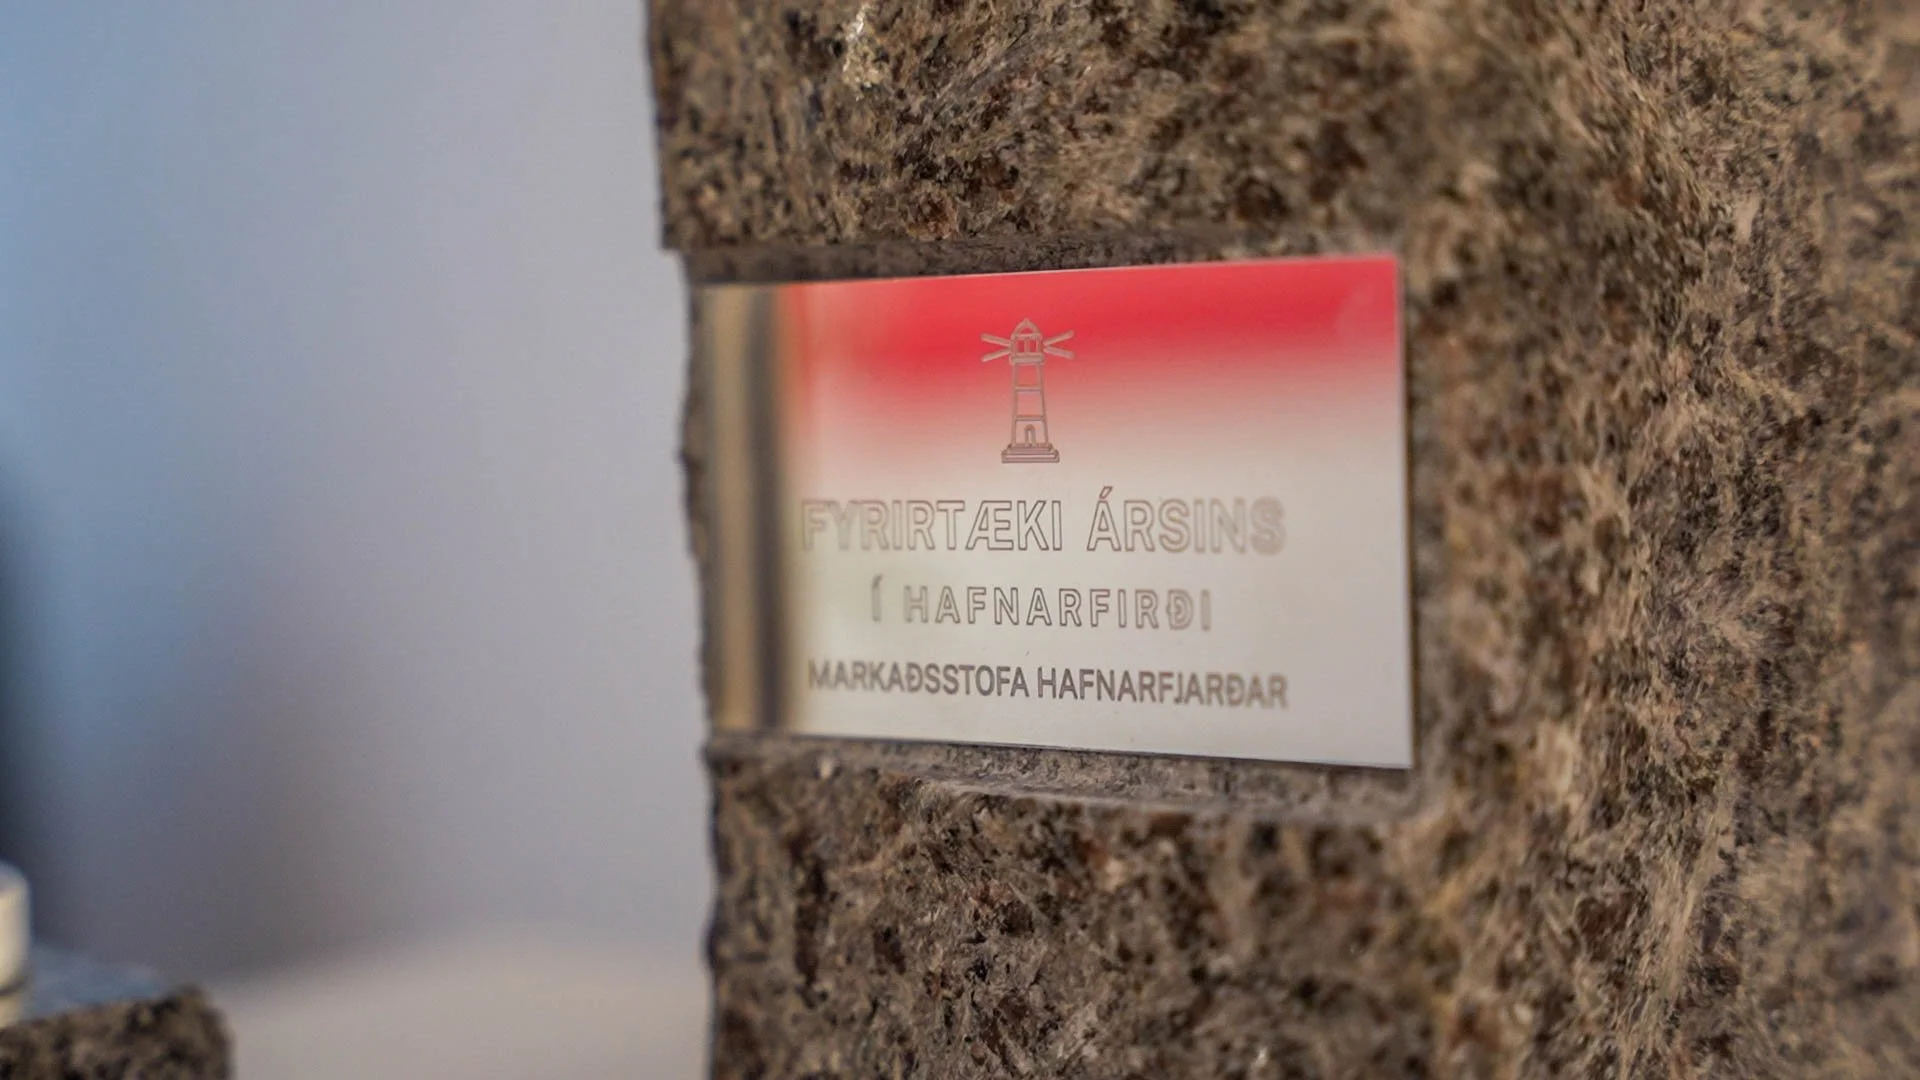 FYRIRTÆKI ÁRSINS
Í HAFNARFIRÐI
MARKAÐSSTOFA HAFNARFJARÐAR